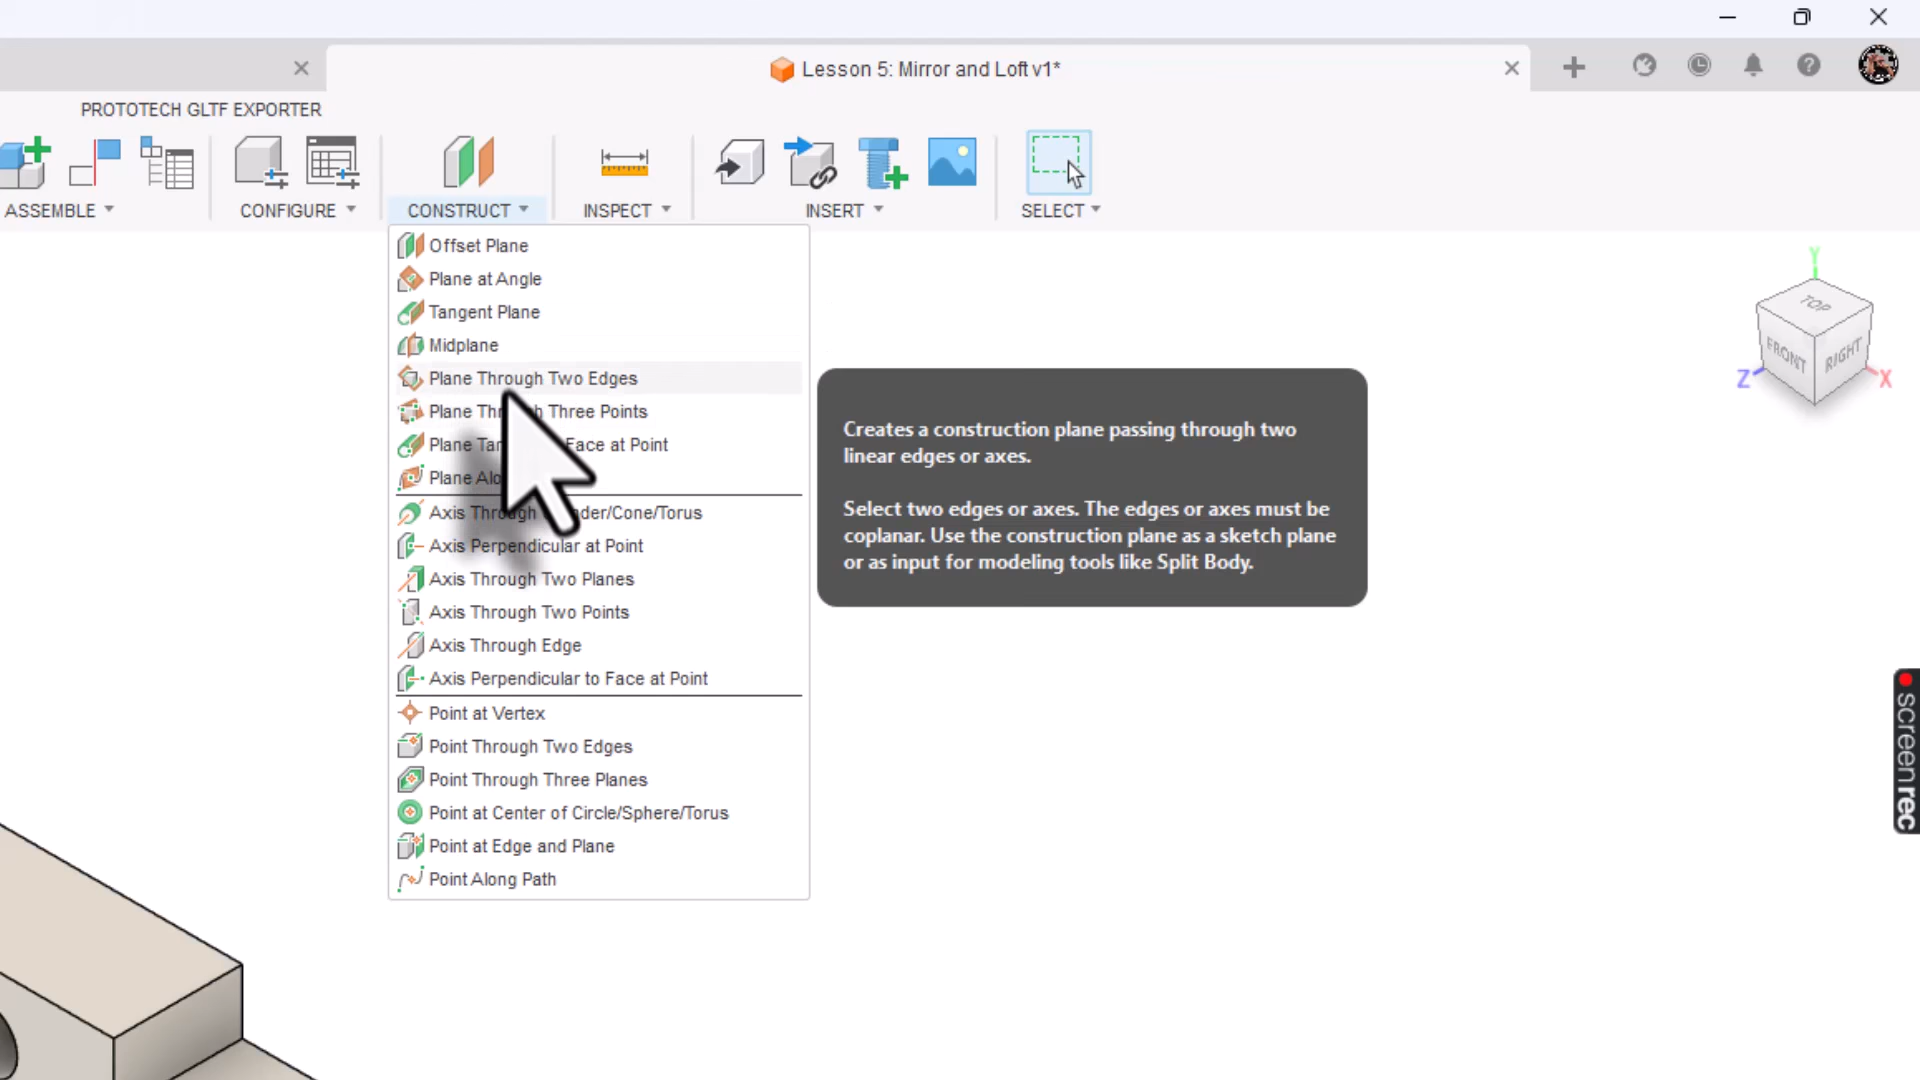 Lesson 5: Mirror and Loft v1*
PROTOTECH GLTF EXPORTER
ASSEMBLE
CONFIGURE
CONSTRUCT
INSPECT
INSERT
SELECT
Offset Plane
Plane at Angle
Tangent Plane
Midplane
Plane Through Two Edges
Plane Three Points
Plane Face at Point
Plane
Axis Through /Cone/Torus
Axis Perpendicular at Point
Axis Through Two Planes
Axis Through Two Points
Axis Through Edge
Axis Perpendicular to Face at Point
Point at Vertex
Point Through Two Edges
Point Through Three Planes
Point at Center of Circle/Sphere/Torus
Point at Edge and Plane
Point Along Path
Creates a construction plane passing through two
linear edges or axes.
Select two edges or axes. The edges or axes must be
coplanar. Use the construction plane as a sketch plane
or as input for modeling tools like Split Body.
Y
TOP
FRONT
RIGHT
Z
X
screenrec